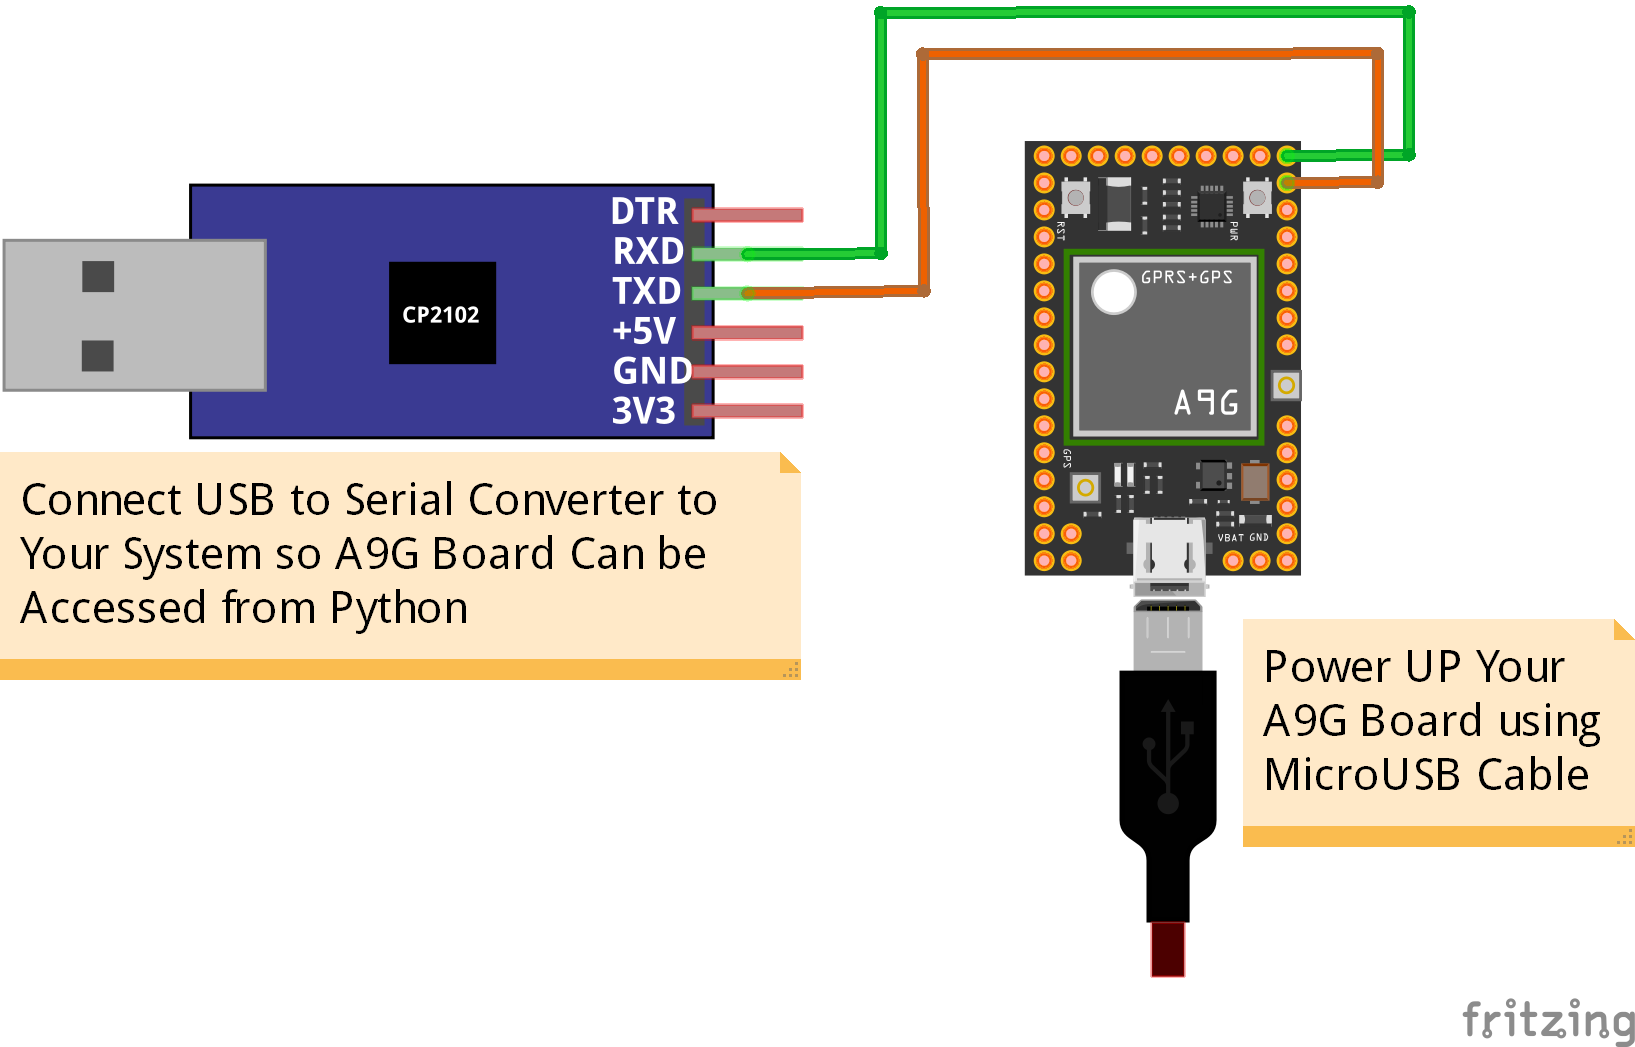 DTR
RXD
TXD
+5V
GND
3V3
CP2102
RST
PWR
GPRS+GPS
A9G
GPS
VBAT GND
Connect USB to Serial Converter to
Your System so A9G Board Can be
Accessed from Python
Power UP Your
A9G Board using
MicroUSB Cable
fritzing